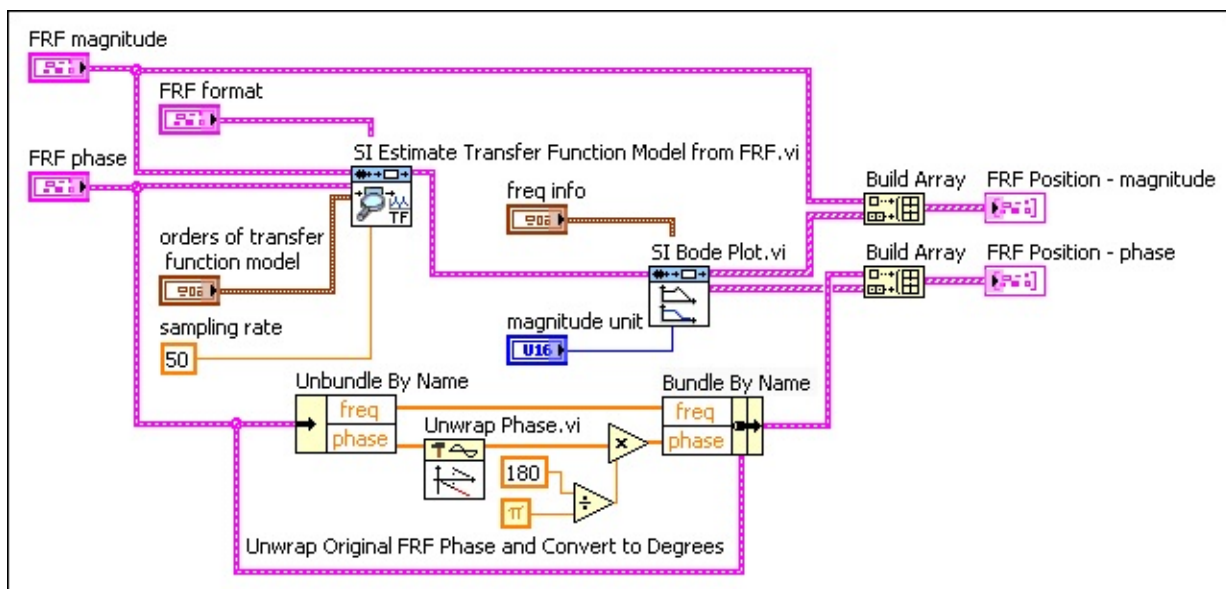 FRF magnitude
FRF format
FRF phase
SI Estimate Transfer Function Model from FRF.vi
TF
freq info
Build Array
FRF Position - magnitude
orders of transfer
function model
SI Bode Plot.vi
Build Array
FRF Position - phase
sampling rate
50
magnitude unit
U16
Unbundle By Name
Bundle By Name
freq
phase
Unwrap Phase.vi
freq
phase
180
π
×
÷
Unwrap Original FRF Phase and Convert to Degrees